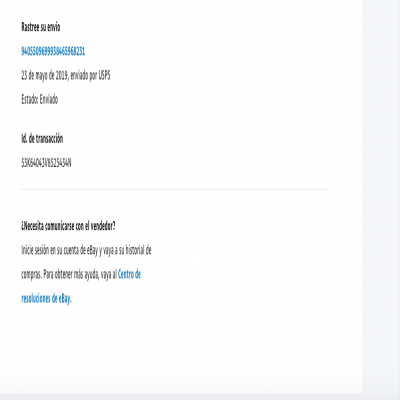 Rastree su envío
9405509699938465968231
23 de mayo de 2019, enviado por USPS
Estado: Enviado
Id. de transacción
53K64043V8525434N
¿Necesita comunicarse con el vendedor?
Inicie sesión en su cuenta de eBay y vaya a su historial de
compras. Para obtener más ayuda, vaya al Centro de
resoluciones de eBay.